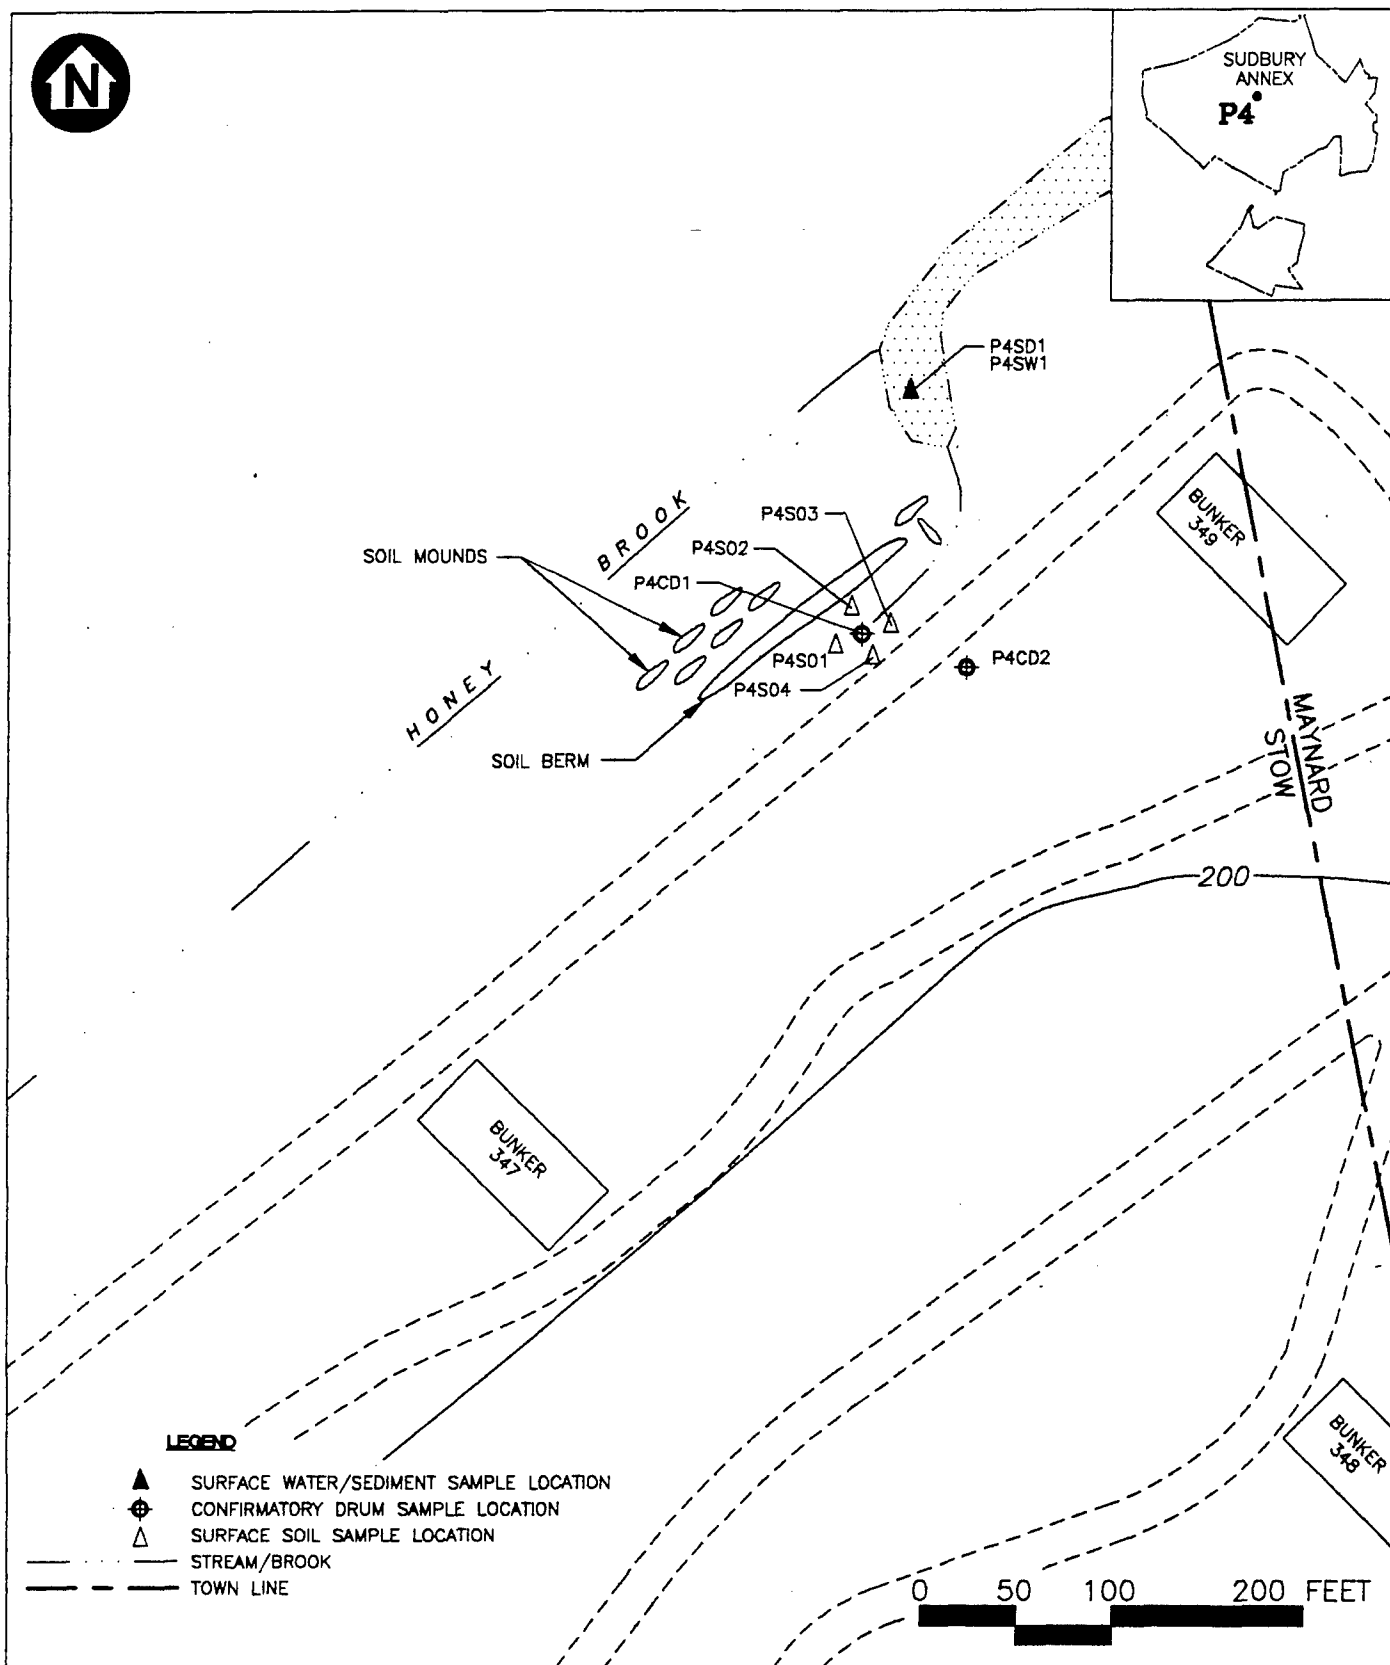 N
SUDBURY
ANNEX
P4
P4SD1
P4SW1
BUNKER
349
P4S03
BROOK
P4S02
SOIL MOUNDS
P4CD1
P4S01
P4CD2
P4S04
HONEY
SOIL BERM
MAYNARD
STOW
200
BUNKER
347
BUNKER
348
LEGEND
SURFACE WATER/SEDIMENT SAMPLE LOCATION
CONFIRMATORY DRUM SAMPLE LOCATION
SURFACE SOIL SAMPLE LOCATION
STREAM/BROOK
TOWN LINE
0 50 100 200 FEET